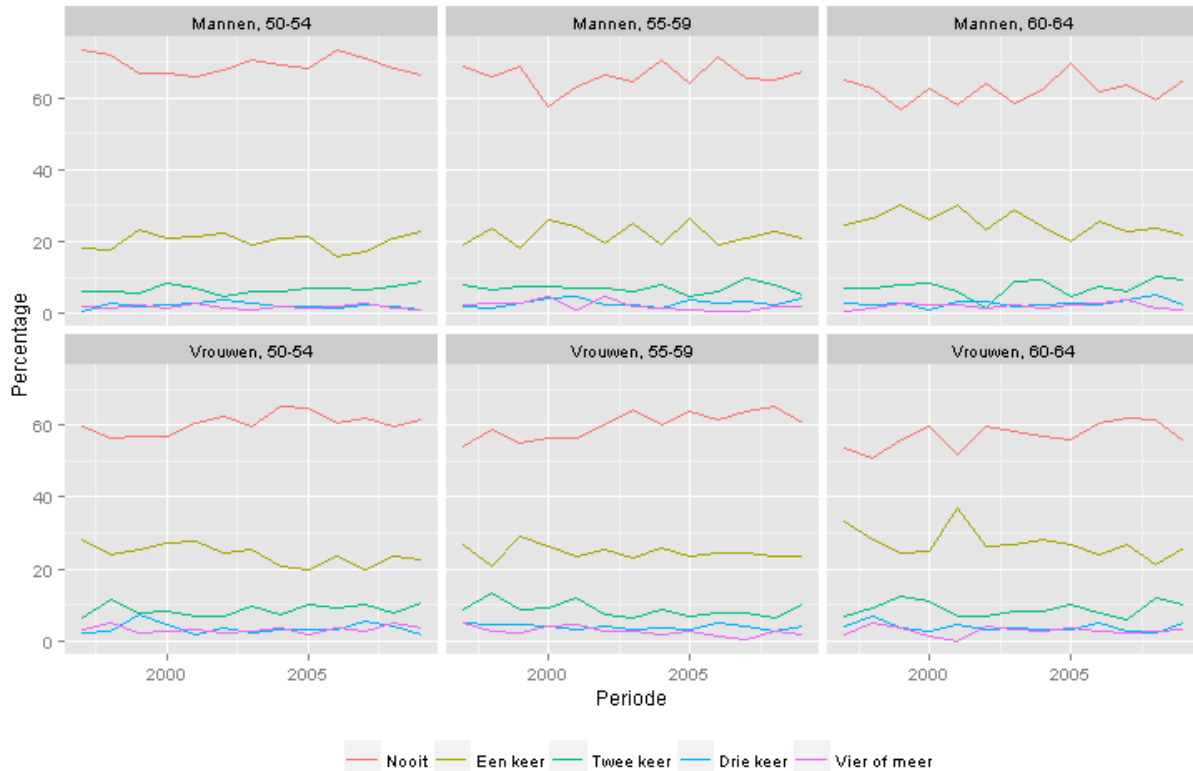 Mannen, 50-54 Mannen, 55-59 Mannen, 60-64
60
40
20
0
Percentage
Vrouwen, 50-54 Vrouwen, 55-59 Vrouwen, 60-64
60
40
20
0
2000 2005 2000 2005 2000 2005
Periode
Nooit Een keer Twee keer Drie keer Vier of meer